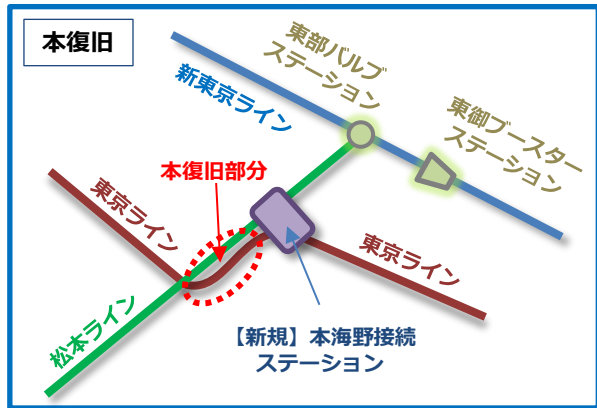 本復旧
東部バルブ
ステーション
新東京ライン
東御ブースター
ステーション
本復旧部分
東京ライン
東京ライン
松本ライン
【新規】本海野接続
ステーション